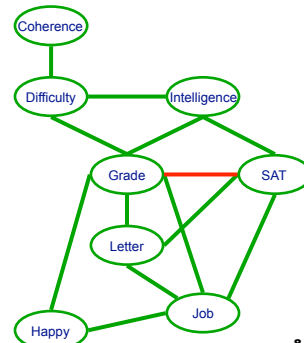 Coherence
Difficulty
Intelligence
Grade
SAT
Letter
Job
Happy